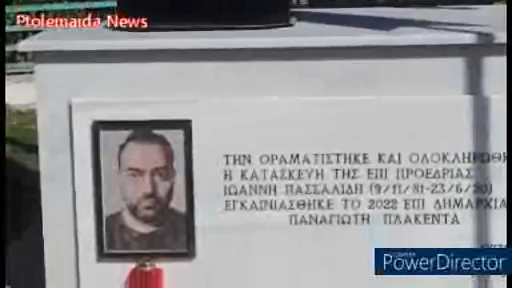 Ptolemaida News
ΤΗΝ ΟΡΑΜΑΤΙΣΤΗΚΕ ΚΑΙ ΟΛΟΚΛΗΡΩΘΗ
Η ΚΑΤΑΣΚΕΥΗ ΤΗΣ ΕΠΙ ΠΡΟΕΔΡΙΑΣ
ΙΩΑΝΝΗ ΠΑΣΣΑΛΙΔΗ (9/11/81-23/6/20)
ΕΓΚΑΙΝΙΑΣΘΗΚΕ ΤΟ 2022 ΕΠΙ ΔΗΜΑΡΧΙΑ
ΠΑΝΑΓΙΩΤΗ ΠΛΑΚΕΝΤΑ
PowerDirector